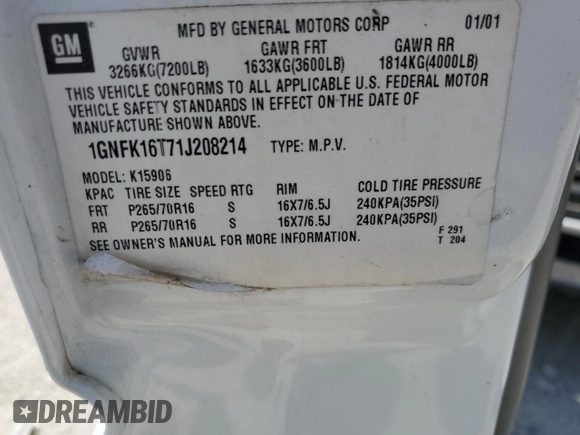 GM
MFD BY GENERAL MOTORS CORP 01/01
GVWR GAWR FRT GAWR RR
3266KG(7200LB) 1633KG(3600LB) 1814KG(4000LB)
THIS VEHICLE CONFORMS TO ALL APPLICABLE U.S. FEDERAL MOTOR
VEHICLE SAFETY STANDARDS IN EFFECT ON THE DATE OF
MANUFACTURE SHOWN ABOVE.
1GNFK16T71J208214 TYPE: M.P.V.
MODEL: K15906
KPAC TIRE SIZE SPEED RTG RIM COLD TIRE PRESSURE
FRT P265/70R16 S 16X7/6.5J 240KPA(35PSI)
RR P265/70R16 S 16X7/6.5J 240KPA(35PSI)
SEE OWNER'S MANUAL FOR MORE INFORMATION.
F 291
T 204
DREAMBID